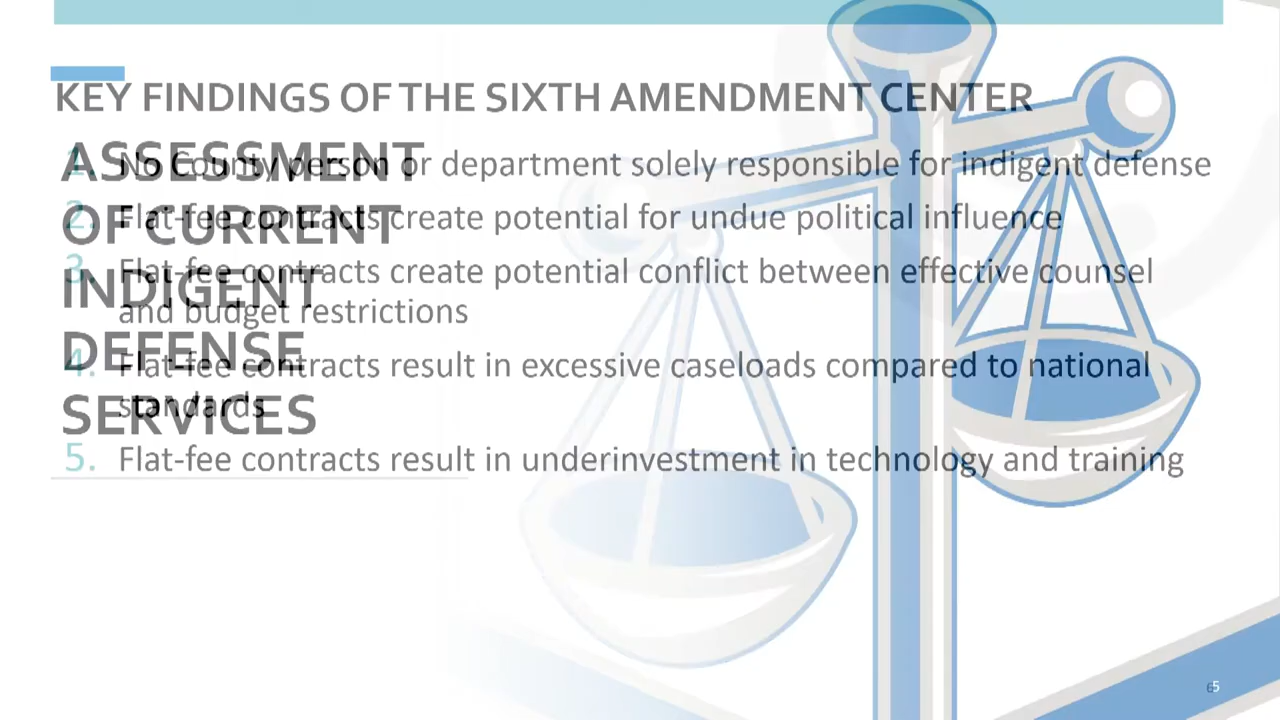 KEY FINDINGS OF THE SIXTH AMENDMENT CENTER
1. No County person or department solely responsible for indigent defense
2. Flat-fee contracts create potential for undue political influence
3. Flat-fee contracts create potential conflict between effective counsel
and budget restrictions
4. Flat-fee contracts result in excessive caseloads compared to national
standards
5. Flat-fee contracts result in underinvestment in technology and training
ASSESSMENT
OF CURRENT
INDIGENT
DEFENSE
SERVICES
6
5